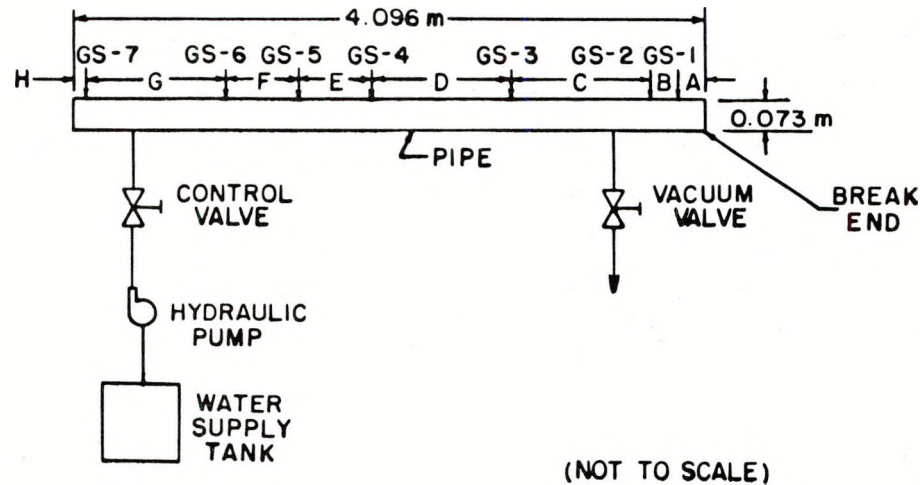 4.096 m
GS-7 GS-6 GS-5 GS-4 GS-3 GS-2 GS-1
H G F E D C B A
0.073 m
PIPE
CONTROL
VALVE
VACUUM
VALVE
BREAK
END
HYDRAULIC
PUMP
WATER
SUPPLY
TANK
(NOT TO SCALE)